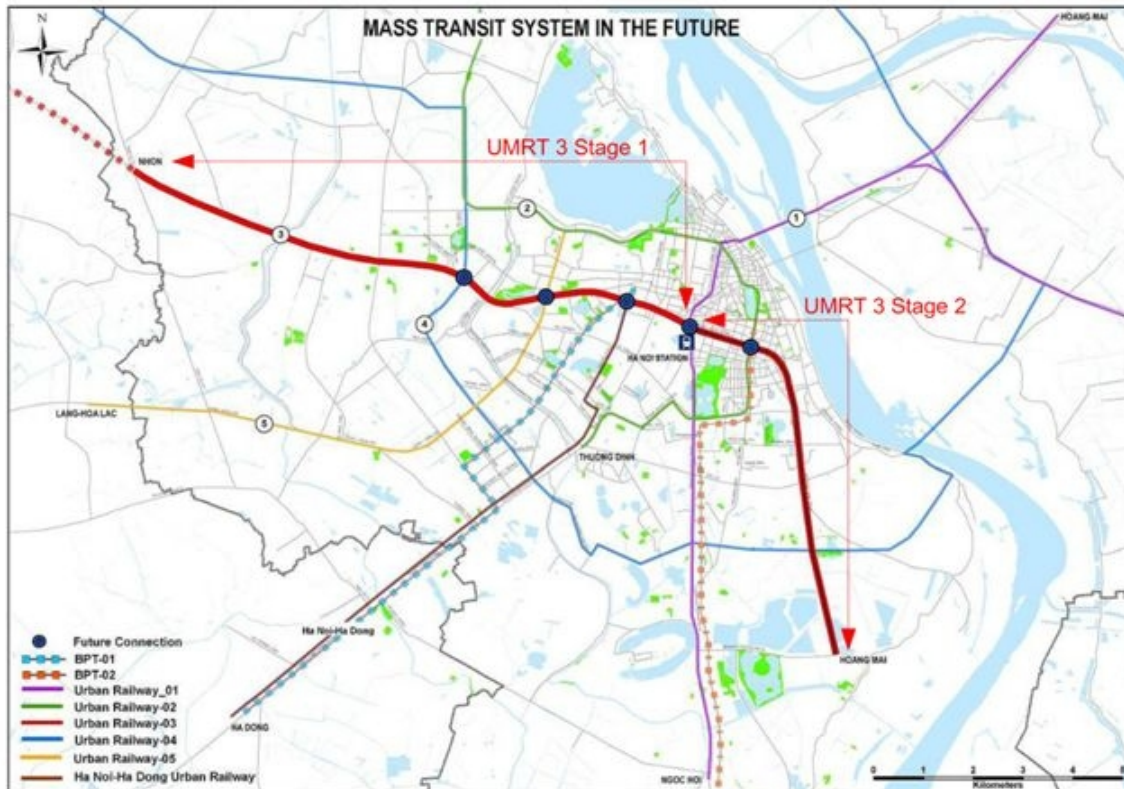 MASS TRANSIT SYSTEM IN THE FUTURE
N
HOANG MAI
NHON
UMRT 3 Stage 1
2
1
3
UMRT 3 Stage 2
4
HA NOI STATION
LANG-HOA LAC
5
THUONG DINH
Ha Noi-Ha Dong
HOANG MAI
HA DONG
NGOC HOI
Future Connection
BPT-01
BPT-02
Urban Railway_01
Urban Railway-02
Urban Railway-03
Urban Railway-04
Urban Railway-05
Ha Noi-Ha Dong Urban Railway
0 1 2 3 4 5
Kilometers